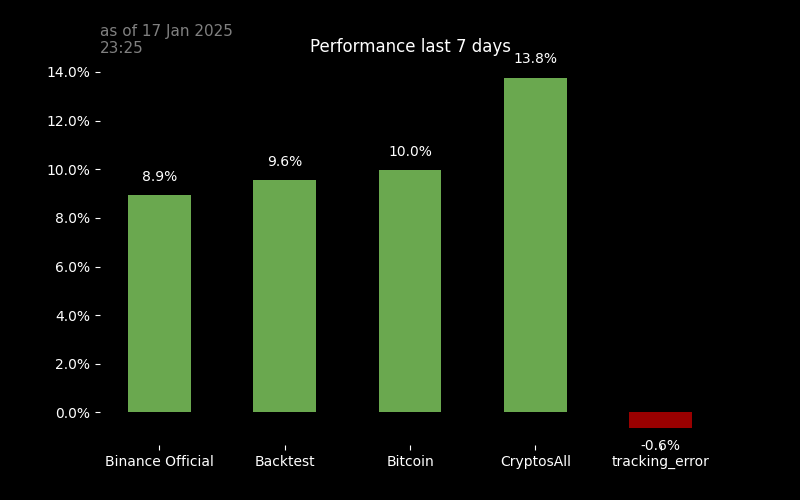 as of 17 Jan 2025
23:25
Performance last 7 days
14.0%
12.0%
10.0%
8.0%
6.0%
4.0%
2.0%
0.0%
8.9%
9.6%
10.0%
13.8%
-0.6%
Binance Official
Backtest
Bitcoin
CryptosAll
tracking_error